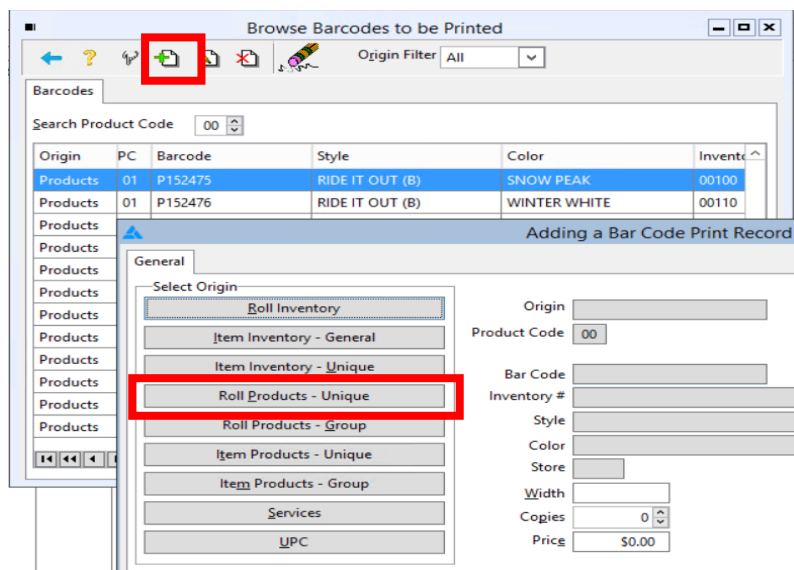 Browse Barcodes to be Printed
Origin Filter All
Barcodes
Search Product Code 00
Origin PC Barcode Style Color
Products 01 P152475 RIDE IT OUT (B) SNOW PEAK 00100
Products 01 P152476 RIDE IT OUT (B) WINTER WHITE 00110
Products
Adding a Bar Code Print Record
Products
General
Products
Select Origin
Products
Roll Inventory
Origin
Products
Item Inventory - General
Product Code 00
Products
Item Inventory - Unique
Bar Code
Products
Roll Products - Unique
Inventory #
Products
Roll Products - Group
Style
Products
Item Products - Unique
Color
Item Products - Group
Store
Services
Width
Copies 0
UPC
Price $0.00